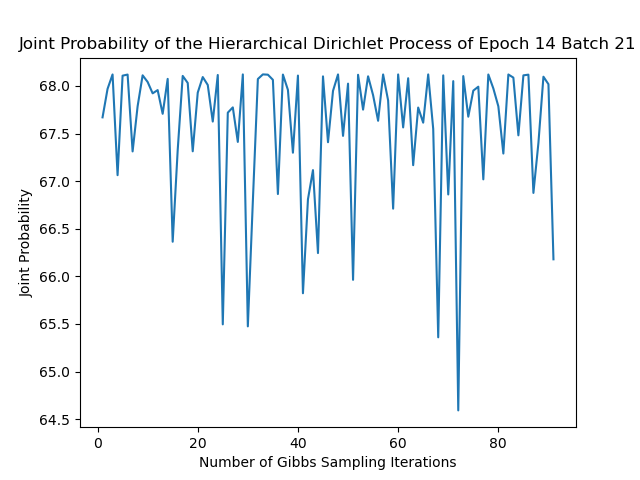 Joint Probability of the Hierarchical Dirichlet Process of Epoch 14 Batch 21
68.0
67.5
67.0
66.5
66.0
65.5
65.0
64.5
Joint Probability
0 20 40 60 80
Number of Gibbs Sampling Iterations